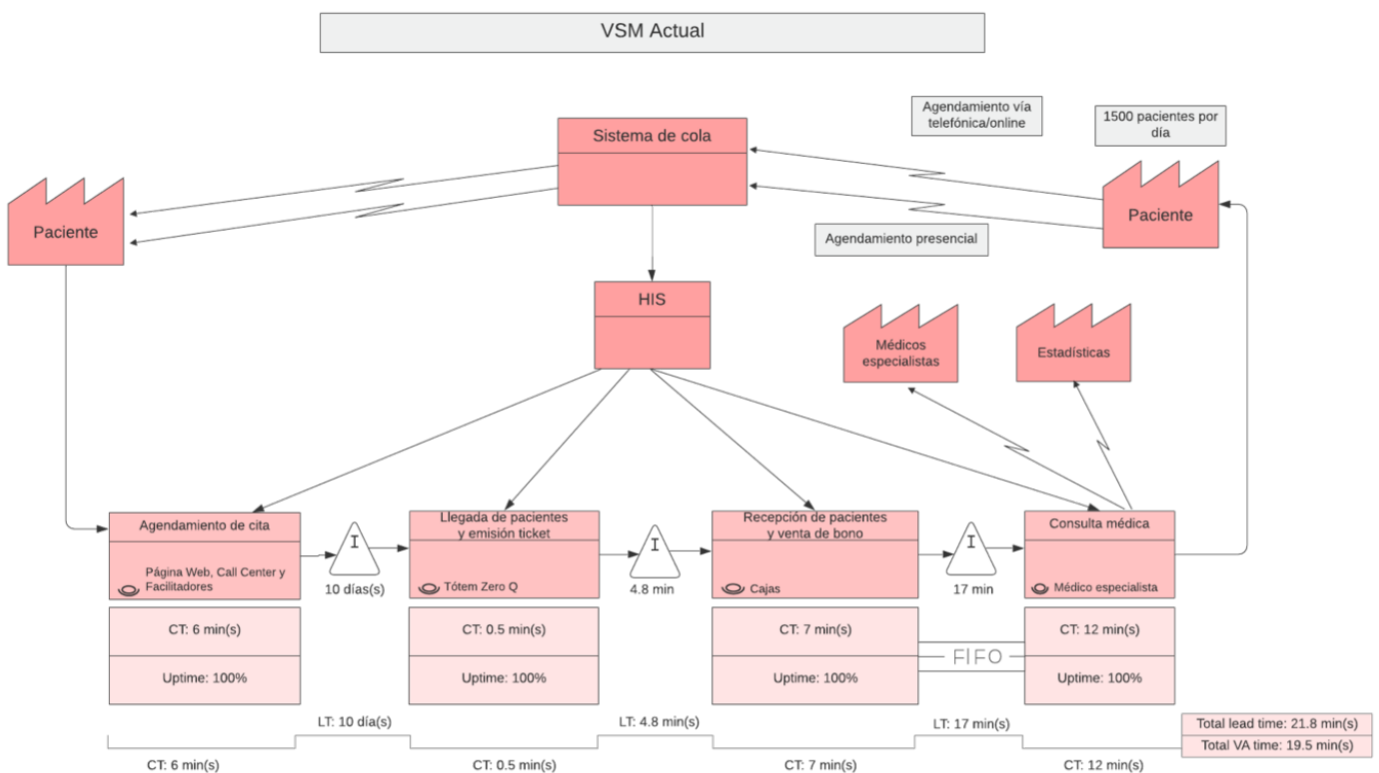 VSM Actual
Agendamiento vía
telefónica/online
1500 pacientes por
día
Sistema de cola
Paciente
Paciente
Agendamiento presencial
HIS
Médicos
especialistas
Estadísticas
Agendamiento de cita
Página Web, Call Center y
Facilitadores
I
10 días(s)
Llegada de pacientes
y emisión ticket
Tótem Zero Q
I
4.8 min
Recepción de pacientes
y venta de bono
Cajas
I
17 min
Consulta médica
Médico especialista
CT: 6 min(s)
Uptime: 100%
CT: 0.5 min(s)
Uptime: 100%
CT: 7 min(s)
Uptime: 100%
FIFO
CT: 12 min(s)
Uptime: 100%
LT: 10 día(s)
LT: 4.8 min(s)
LT: 17 min(s)
Total lead time: 21.8 min(s)
Total VA time: 19.5 min(s)
CT: 6 min(s)
CT: 0.5 min(s)
CT: 7 min(s)
CT: 12 min(s)